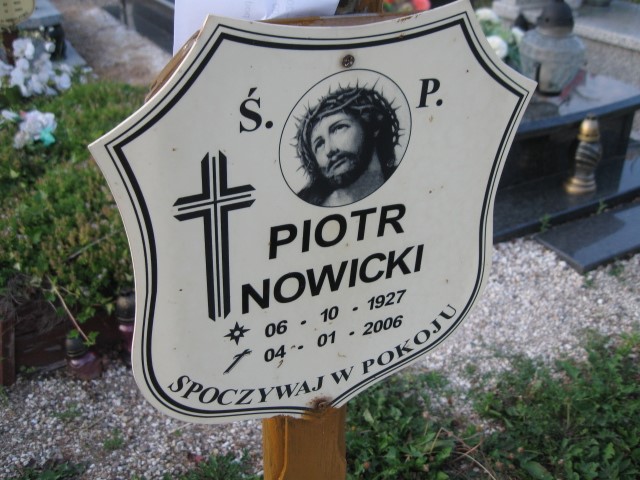 Ś. P.
PIOTR
NOWICKI
06 - 10 - 1927
04 - 01 - 2006
SPOCZYWAJ W POKOJU